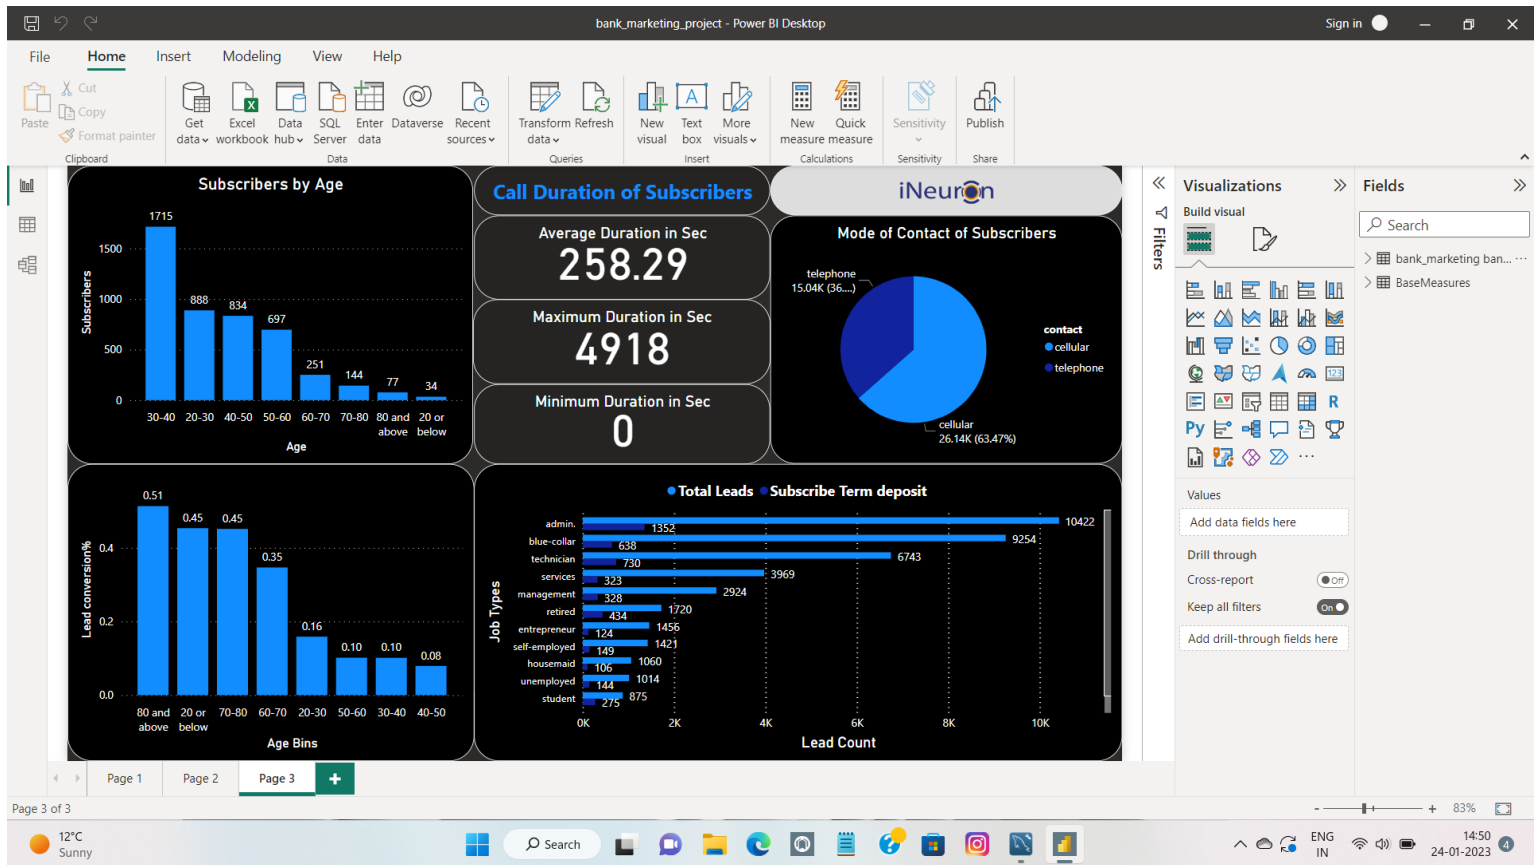 bank_marketing_project - Power BI Desktop
Sign in
File Home Insert Modeling View Help
Paste
Cut
Copy
Format painter
Clipboard
Get data
Excel workbook
Data hub
SQL Server
Enter data
Dataverse
Recent sources
Data
Transform data
Refresh
Queries
New visual
Text box
More visuals
Insert
New measure
Quick measure
Calculations
Sensitivity
Sensitivity
Publish
Share
Subscribers by Age
Subscribers
1500
1000
500
0
1715
888
834
697
251
144
77
34
30-40 20-30 40-50 50-60 60-70 70-80 80 and above 20 or below
Age
Call Duration of Subscribers
Average Duration in Sec
258.29
Maximum Duration in Sec
4918
Minimum Duration in Sec
0
iNeuron
Mode of Contact of Subscribers
telephone
15.04K (36....)
cellular
26.14K (63.47%)
contact
cellular
telephone
Lead conversion%
0.4
0.2
0.0
0.51
0.45
0.45
0.35
0.16
0.10
0.10
0.08
80 and above 20 or below 70-80 60-70 20-30 50-60 30-40 40-50
Age Bins
Total Leads Subscribe Term deposit
Job Types
admin. 10422
1352
blue-collar 9254
638
technician 6743
730
services 3969
323
management 2924
328
retired 1720
434
entrepreneur 1456
124
self-employed 1421
149
housemaid 1060
106
unemployed 1014
144
student 875
275
0K 2K 4K 6K 8K 10K
Lead Count
Filters
Visualizations
Build visual
123
R
Py
Values
Add data fields here
Drill through
Cross-report
Off
Keep all filters
On
Add drill-through fields here
Fields
Search
bank_marketing ban...
BaseMeasures
Page 1 Page 2 Page 3 +
Page 3 of 3
- + 83%
12°C
Sunny
Search
ENG
IN
14:50
24-01-2023
4